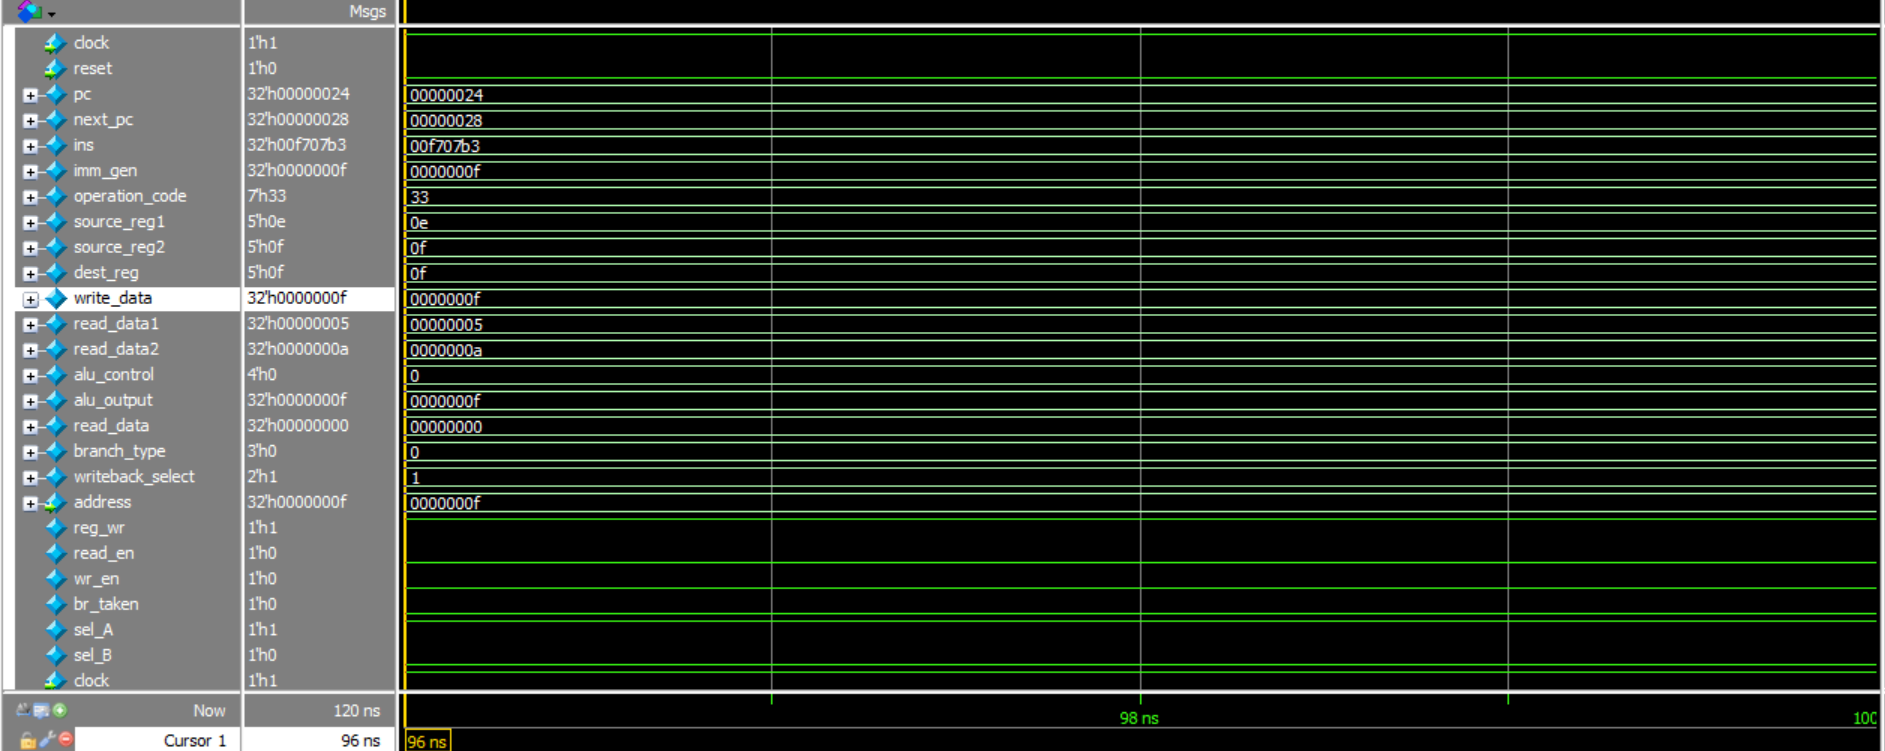 Msgs
clock 1'h1
reset 1'h0
pc 32'h00000024 00000024
next_pc 32'h00000028 00000028
ins 32'h00f707b3 00f707b3
imm_gen 32'h0000000f 0000000f
operation_code 7'h33 33
source_reg1 5'h0e 0e
source_reg2 5'h0f 0f
dest_reg 5'h0f 0f
write_data 32'h0000000f 0000000f
read_data1 32'h00000005 00000005
read_data2 32'h0000000a 0000000a
alu_control 4'h0 0
alu_output 32'h0000000f 0000000f
read_data 32'h00000000 00000000
branch_type 3'h0 0
writeback_select 2'h1 1
address 32'h0000000f 0000000f
reg_wr 1'h1
read_en 1'h0
wr_en 1'h0
br_taken 1'h0
sel_A 1'h1
sel_B 1'h0
clock 1'h1
Now 120 ns 98 ns 100
Cursor 1 96 ns 96 ns